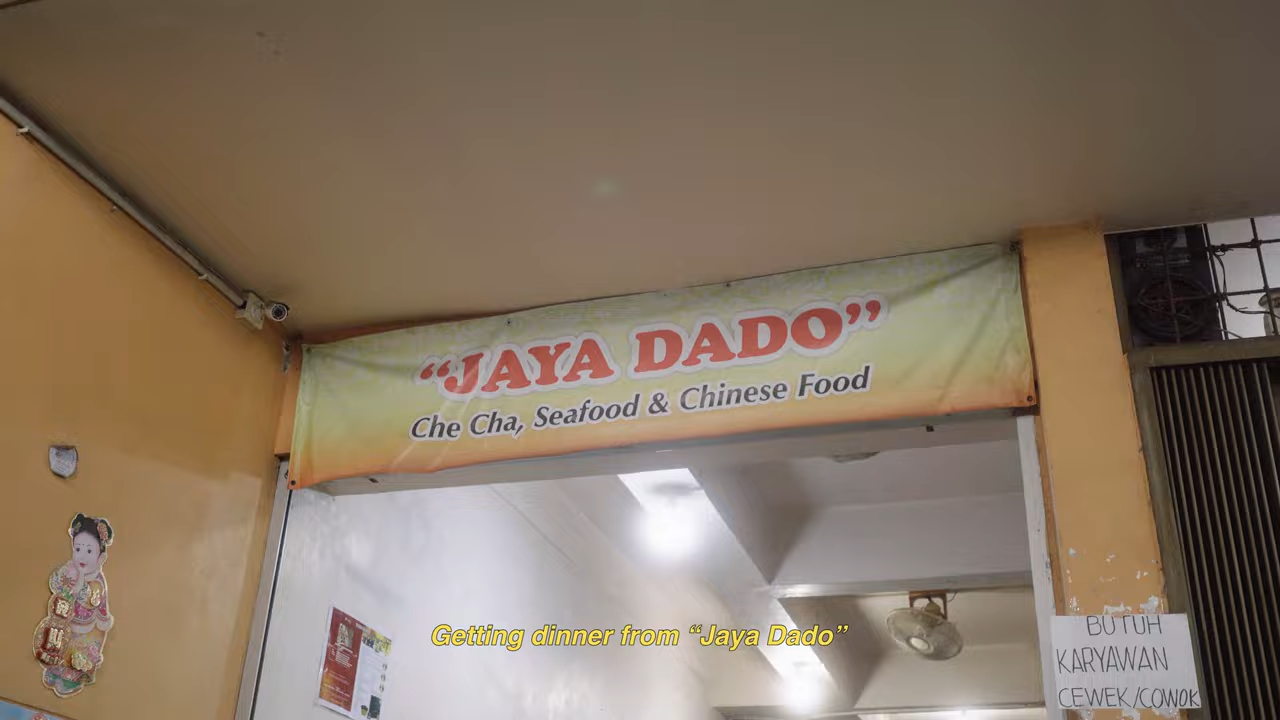 “JAYA DADO”
Che Cha, Seafood & Chinese Food
Getting dinner from “Jaya Dado”
BUTUH
KARYAWAN
CEWEK/COWOK